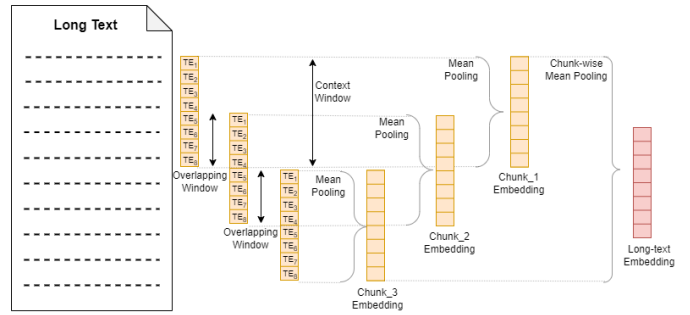 Long Text
TE1
TE2
TE3
TE4
TE5
TE6
TE7
TE8
Overlapping
Window
TE1
TE2
TE3
TE4
TE5
TE6
TE7
TE8
Overlapping
Window
TE1
TE2
TE3
TE4
TE5
TE6
TE7
TE8
Context
Window
Mean
Pooling
Chunk_3
Embedding
Mean
Pooling
Chunk_2
Embedding
Mean
Pooling
Chunk_1
Embedding
Chunk-wise
Mean Pooling
Long-text
Embedding